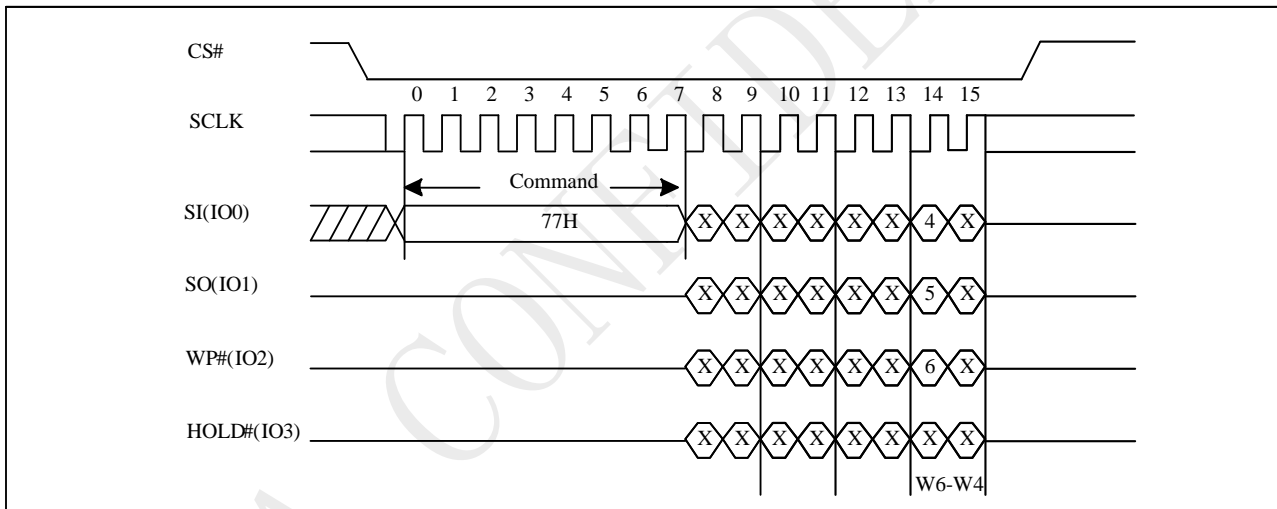 CS#
0 1 2 3 4 5 6 7 8 9 10 11 12 13 14 15
SCLK
Command
SI(IO0) 77H X X X X X X 4 X
SO(IO1) X X X X X X 5 X
WP#(IO2) X X X X X X 6 X
HOLD#(IO3) X X X X X X X X
W6-W4